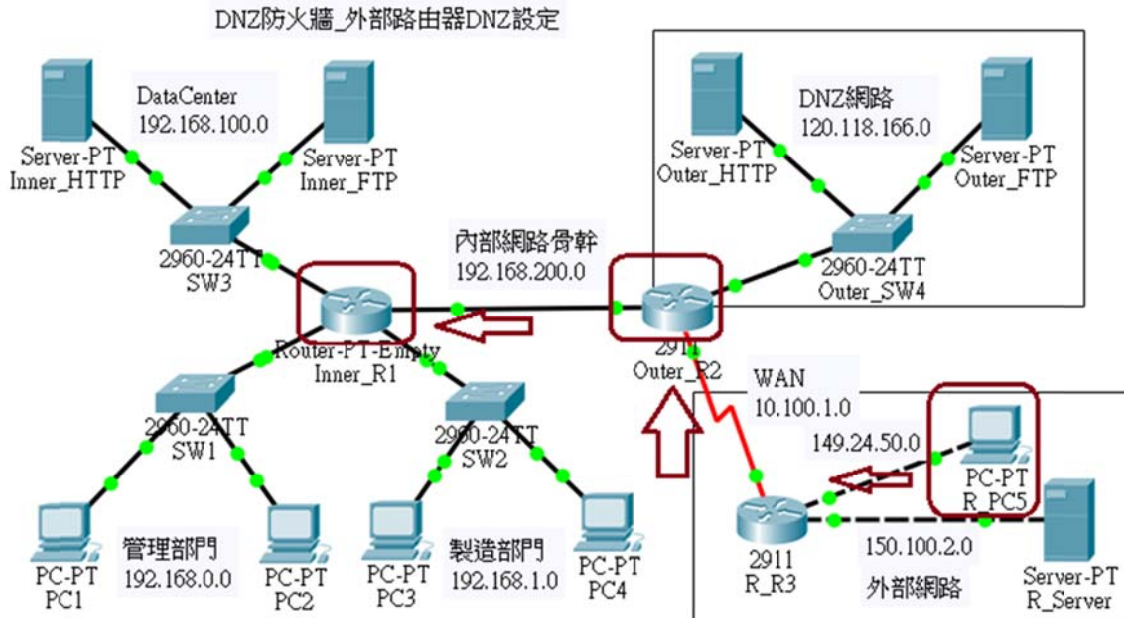 DNZ防火牆_外部路由器DNZ設定
DataCenter
192.168.100.0
Server-PT
Inner_HTTP
Server-PT
Inner_FTP
2960-24TT
SW3
內部網路骨幹
192.168.200.0
DNZ網路
120.118.166.0
Server-PT
Outer_HTTP
Server-PT
Outer_FTP
2960-24TT
Outer_SW4
Router-PT-Empty
Inner_R1
2911
Outer_R2
2960-24TT
SW1
2960-24TT
SW2
PC-PT
PC1
管理部門
192.168.0.0
PC-PT
PC2
PC-PT
PC3
製造部門
192.168.1.0
PC-PT
PC4
WAN
10.100.1.0
149.24.50.0
PC-PT
R_PC5
2911
R_R3
150.100.2.0
外部網路
Server-PT
R_Server